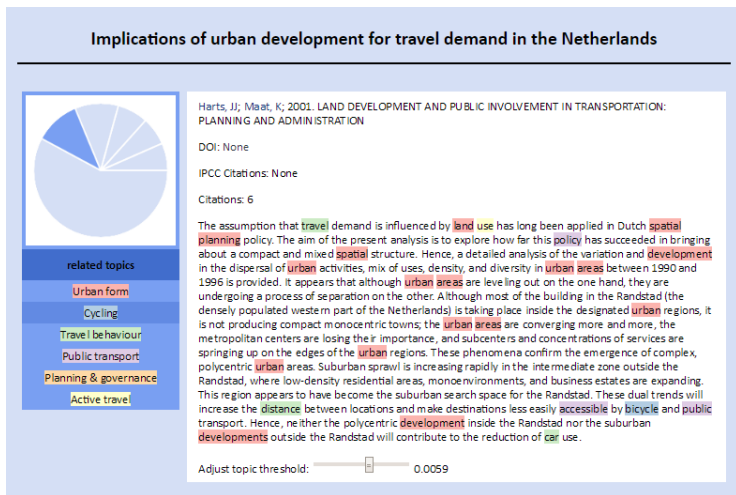 Implications of urban development for travel demand in the Netherlands
Harts, JJ; Maat, K; 2001. LAND DEVELOPMENT AND PUBLIC INVOLVEMENT IN TRANSPORTATION:
PLANNING AND ADMINISTRATION
DOI: None
IPCC Citations: None
Citations: 6
The assumption that travel demand is influenced by land use has long been applied in Dutch spatial
planning policy. The aim of the present analysis is to explore how far this policy has succeeded in bringing
about a compact and mixed spatial structure. Hence, a detailed analysis of the variation and development
in the dispersal of urban activities, mix of uses, density, and diversity in urban areas between 1990 and
1996 is provided. It appears that although urban areas are leveling out on the one hand, they are
undergoing a process of separation on the other. Although most of the building in the Randstad (the
densely populated western part of the Netherlands) is taking place inside the designated urban regions, it
is not producing compact monocentric towns; the urban areas are converging more and more, the
metropolitan centers are losing their importance, and subcenters and concentrations of services are
springing up on the edges of the urban regions. These phenomena confirm the emergence of complex,
polycentric urban areas. Suburban sprawl is increasing rapidly in the intermediate zone outside the
Randstad, where low-density residential areas, monoenvironments, and business estates are expanding.
This region appears to have become the suburban search space for the Randstad. These dual trends will
increase the distance between locations and make destinations less easily accessible by bicycle and public
transport. Hence, neither the polycentric development inside the Randstad nor the suburban
developments outside the Randstad will contribute to the reduction of car use.
Adjust topic threshold: 0.0059
related topics
Urban form
Cycling
Travel behaviour
Public transport
Planning & governance
Active travel